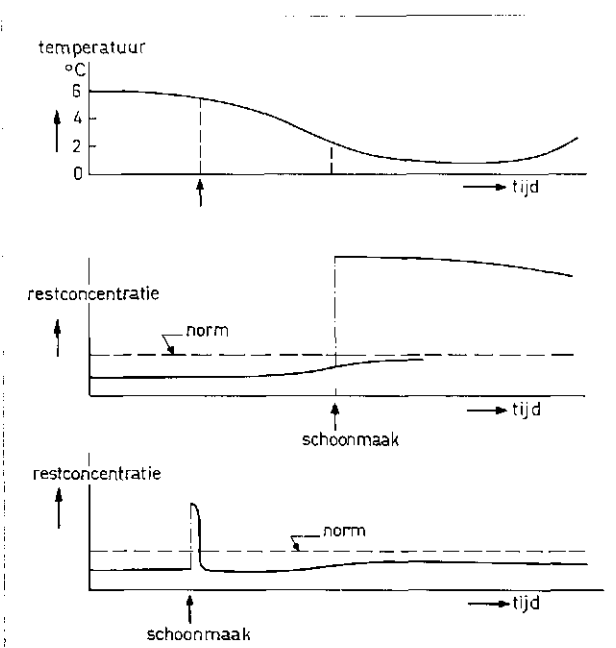 temperatuur
°C
6
4
2
0
tijd
restconcentratie
norm
tijd
schoonmaak
restconcentratie
norm
tijd
schoonmaak